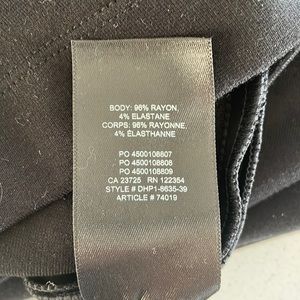 BODY: 96% RAYON,
4% ELASTANE
CORPS: 96% RAYONNE,
4% ÉLASTHANNE
PO 4500108807
PO 4500108808
PO 4500108809
CA 23725 RN 122354
STYLE # DHP1-8635-39
ARTICLE # 74019